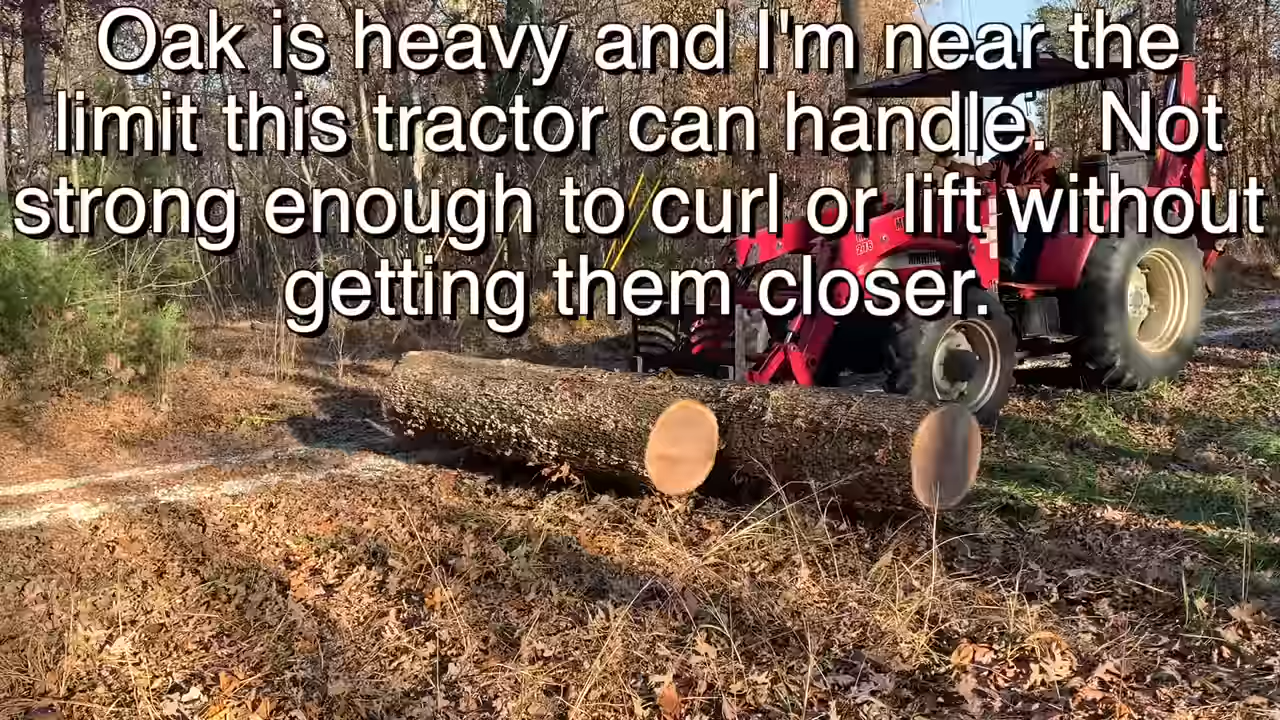 Oak is heavy and I'm near the
limit this tractor can handle.  Not
strong enough to curl or lift without
getting them closer.